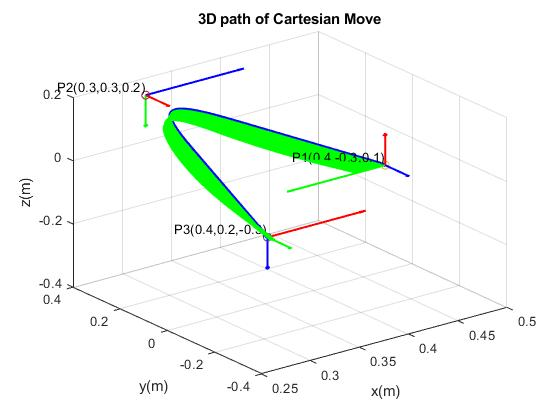 3D path of Cartesian Move
P2(0.3,0.3,0.2)
0.2
P1(0.4,-0.3,0.1)
0
z(m)
P3(0.4,0.2,-0.3)
-0.2
-0.4
0.4
0.2
0
-0.2
-0.4
y(m)
0.25
0.3
0.35
0.4
0.45
0.5
x(m)